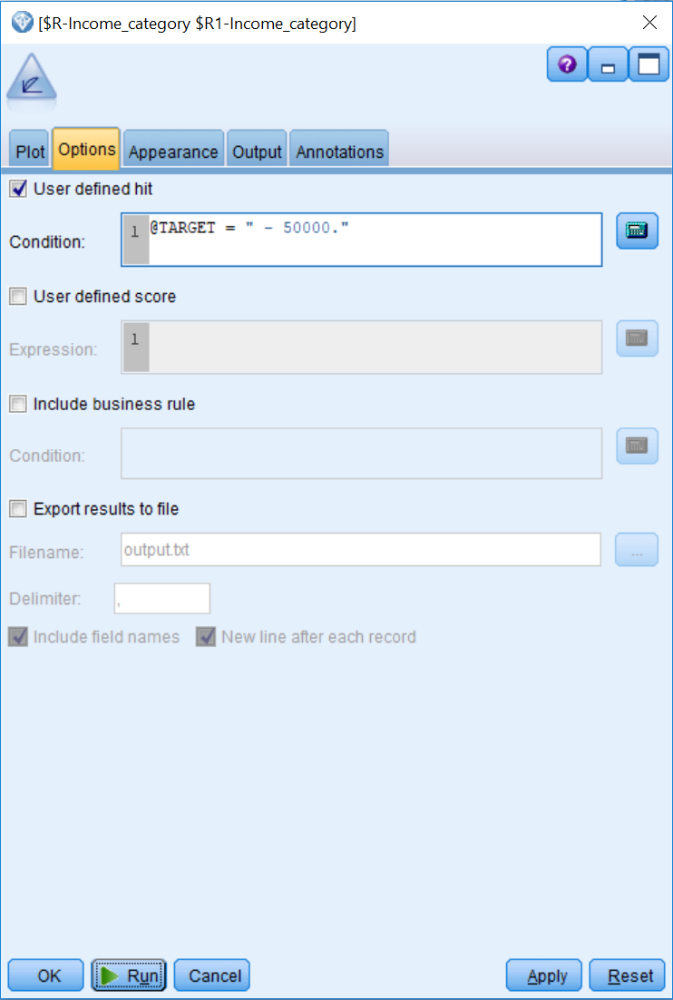 [$R-Income_category $R1-Income_category]
Plot Options Appearance Output Annotations
User defined hit
Condition:
1 @TARGET = " - 50000."
User defined score
Expression:
1
Include business rule
Condition:
Export results to file
Filename: output.txt ...
Delimiter: ,
Include field names New line after each record
OK Run Cancel Apply Reset